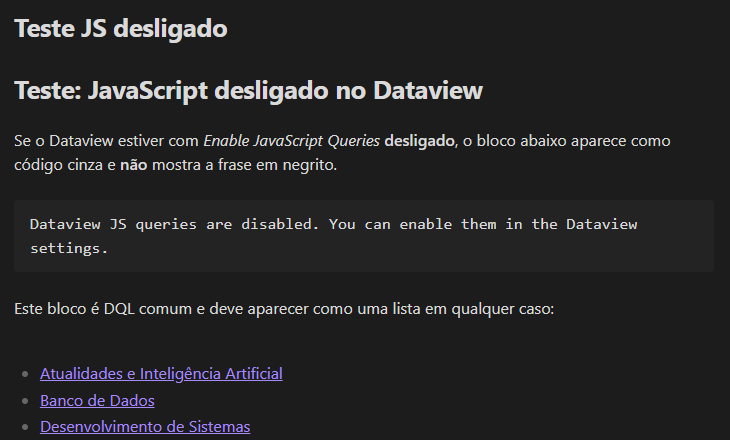 Teste JS desligado
Teste: JavaScript desligado no Dataview
Se o Dataview estiver com Enable JavaScript Queries desligado, o bloco abaixo aparece como
código cinza e não mostra a frase em negrito.
Dataview JS queries are disabled. You can enable them in the Dataview
settings.
Este bloco é DQL comum e deve aparecer como uma lista em qualquer caso:
Atualidades e Inteligência Artificial
Banco de Dados
Desenvolvimento de Sistemas